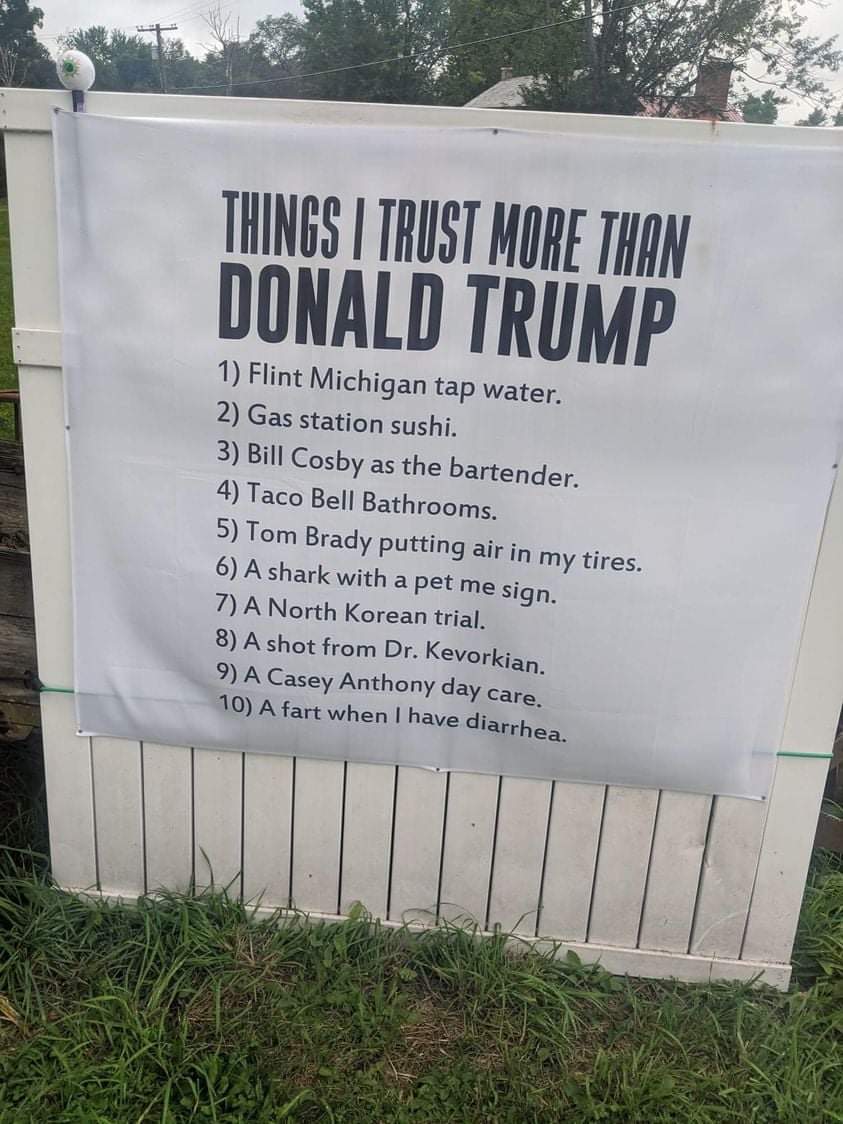 THINGS I TRUST MORE THAN
DONALD TRUMP
1) Flint Michigan tap water.
2) Gas station sushi.
3) Bill Cosby as the bartender.
4) Taco Bell Bathrooms.
5) Tom Brady putting air in my tires.
6) A shark with a pet me sign.
7) A North Korean trial.
8) A shot from Dr. Kevorkian.
9) A Casey Anthony day care.
10) A fart when I have diarrhea.